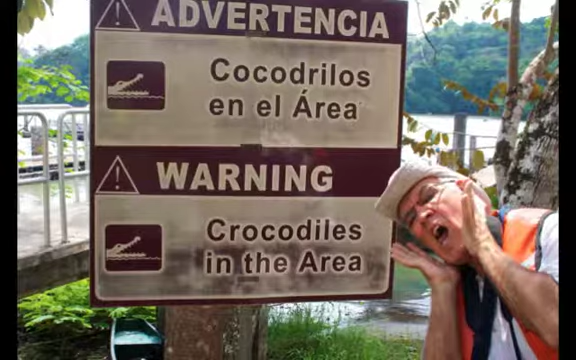 ADVERTENCIA
Cocodrilos
en el Área
WARNING
Crocodiles
in the Area